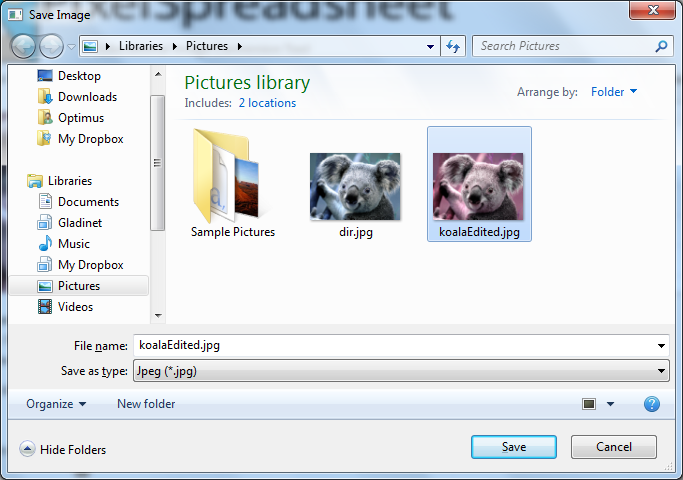 PixelSpreadsheet
Save Image
Libraries Pictures
Search Pictures
Desktop
Downloads
Optimus
My Dropbox
Libraries
Documents
Gladinet
Music
My Dropbox
Pictures
Videos
Pictures library
Includes: 2 locations
Arrange by: Folder
Sample Pictures
dir.jpg
koalaEdited.jpg
File name: koalaEdited.jpg
Save as type: Jpeg (*.jpg)
Organize New folder
?
Hide Folders
Save Cancel